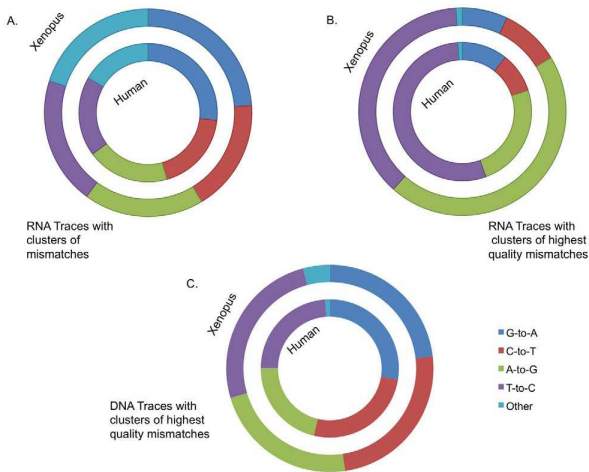 A.
Xenopus
Human
RNA Traces with
clusters of
mismatches
B.
Xenopus
Human
RNA Traces with
clusters of highest
quality mismatches
C.
Xenopus
Human
DNA Traces with
clusters of highest
quality mismatches
G-to-A
C-to-T
A-to-G
T-to-C
Other